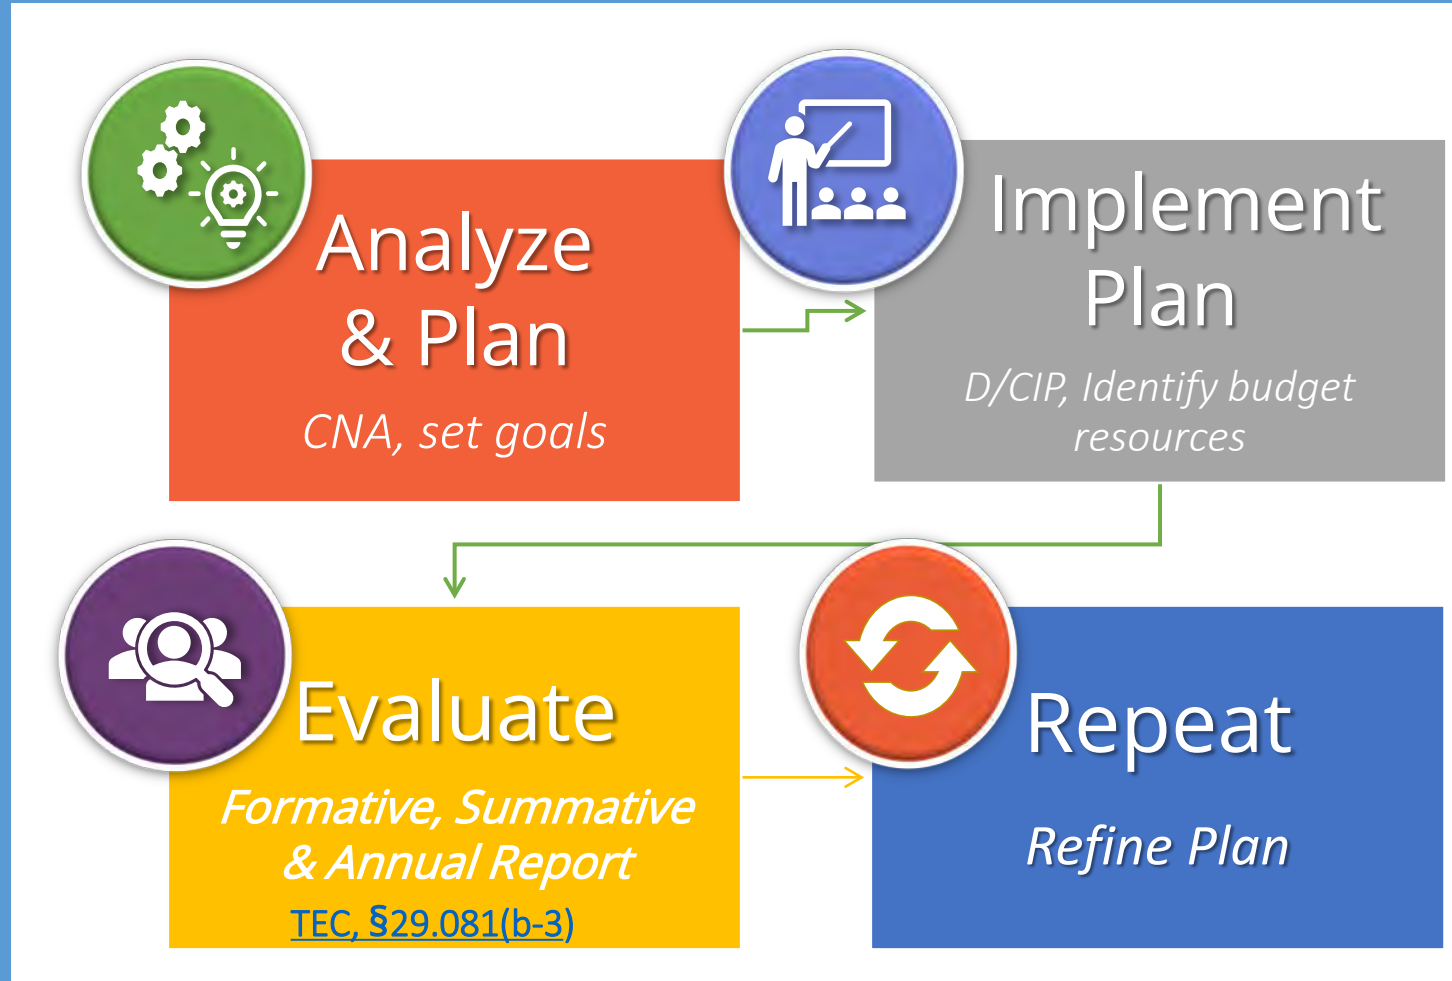 Analyze
& Plan
CNA, set goals
Implement
Plan
D/CIP, Identify budget
resources
Evaluate
Formative, Summative
& Annual Report
TEC, §29.081(b-3)
Repeat
Refine Plan